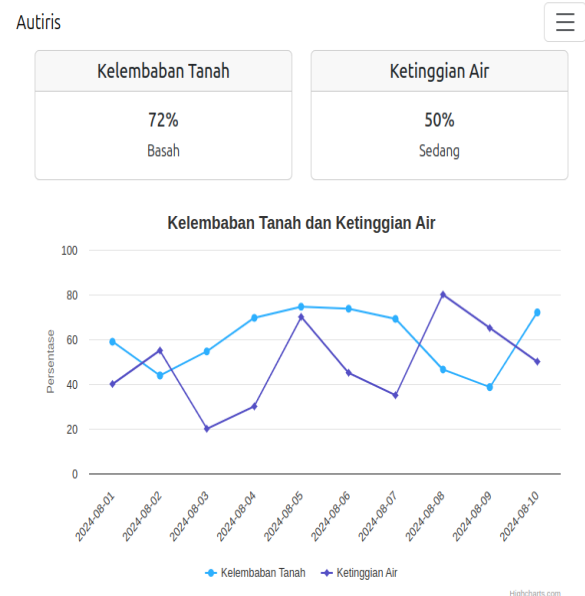 Autiris
Kelembaban Tanah
72%
Basah
Ketinggian Air
50%
Sedang
Kelembaban Tanah dan Ketinggian Air
Persentase
100
80
60
40
20
0
2024-08-01
2024-08-02
2024-08-03
2024-08-04
2024-08-05
2024-08-06
2024-08-07
2024-08-08
2024-08-09
2024-08-10
Kelembaban Tanah
Ketinggian Air
Highcharts.com